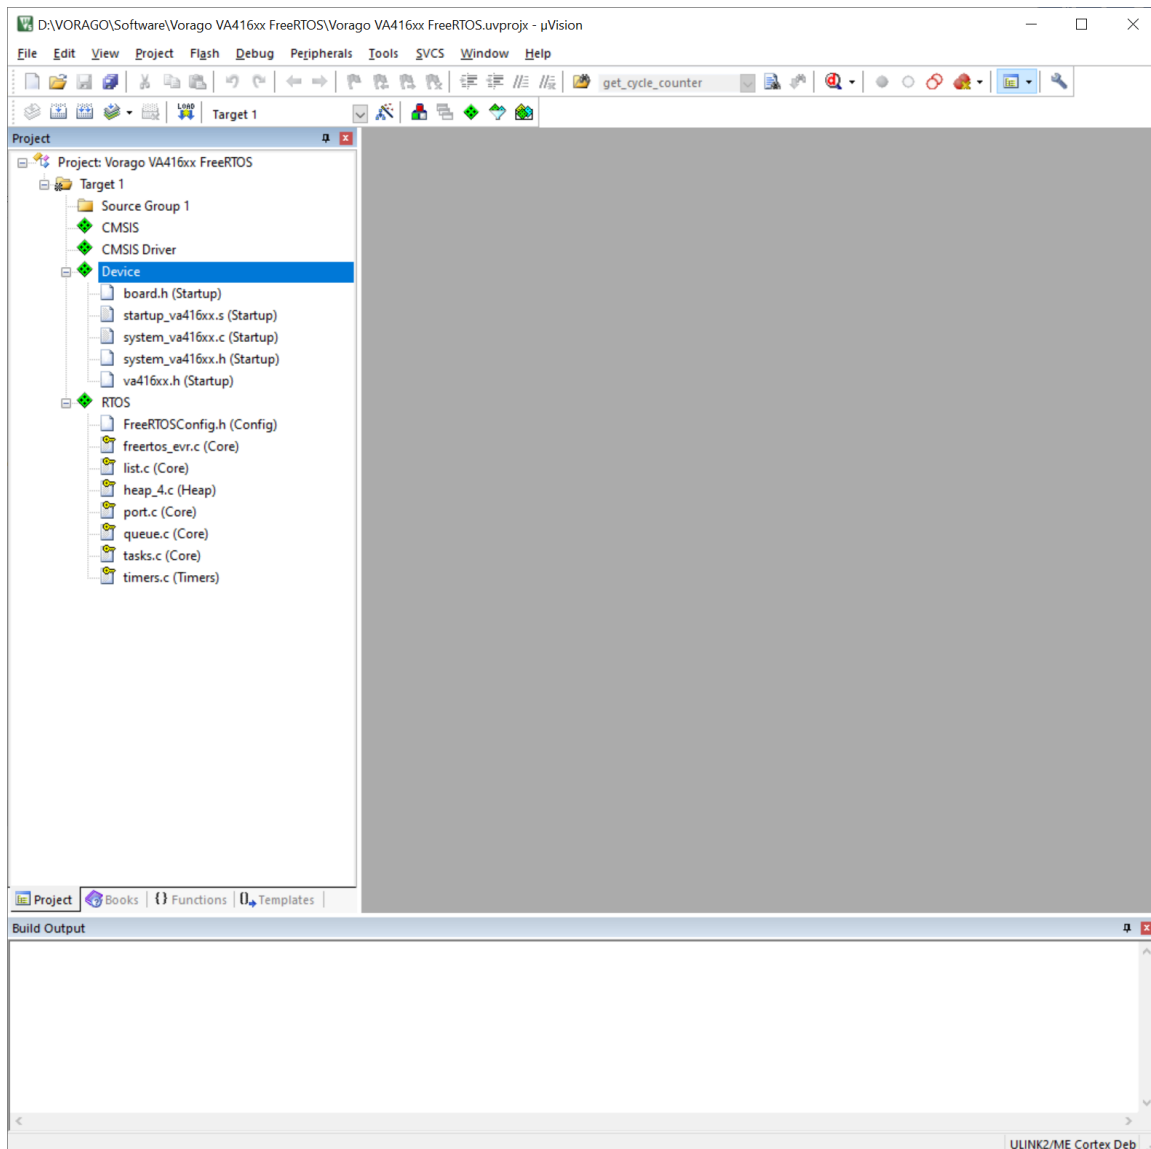 D:\VORAGO\Software\Vorago VA416xx FreeRTOS\Vorago VA416xx FreeRTOS.uvprojx - µVision
File Edit View Project Flash Debug Peripherals Tools SVCS Window Help
get_cycle_counter
LOAD Target 1
Project
Project: Vorago VA416xx FreeRTOS
Target 1
Source Group 1
CMSIS
CMSIS Driver
Device
board.h (Startup)
startup_va416xx.s (Startup)
system_va416xx.c (Startup)
system_va416xx.h (Startup)
va416xx.h (Startup)
RTOS
FreeRTOSConfig.h (Config)
freertos_evr.c (Core)
list.c (Core)
heap_4.c (Heap)
port.c (Core)
queue.c (Core)
tasks.c (Core)
timers.c (Timers)
Project Books {} Functions Templates
Build Output
ULINK2/ME Cortex Deb